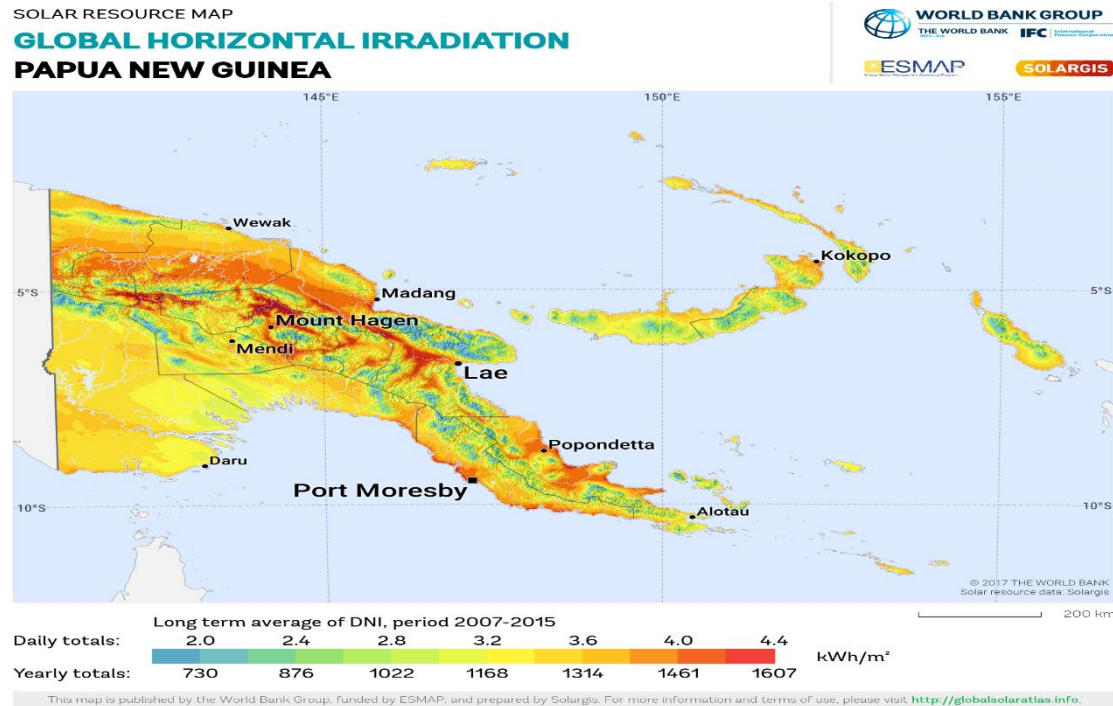 SOLAR RESOURCE MAP
GLOBAL HORIZONTAL IRRADIATION
PAPUA NEW GUINEA
WORLD BANK GROUP
THE WORLD BANK IFC International Finance Corporation
ESMAP
SOLARGIS
145°E 150°E 155°E
Wewak
Kokopo
5°S Madang 5°S
Mount Hagen
Mendi
Lae
Popondetta
Daru
Port Moresby
10°S Alotau 10°S
© 2017 THE WORLD BANK
Solar resource data: Solargis
200 km
Long term average of DNI, period 2007-2015
Daily totals: 2.0 2.4 2.8 3.2 3.6 4.0 4.4
kWh/m²
Yearly totals: 730 876 1022 1168 1314 1461 1607
This map is published by the World Bank Group, funded by ESMAP, and prepared by Solargis. For more information and terms of use, please visit http://globalsolaratlas.info.